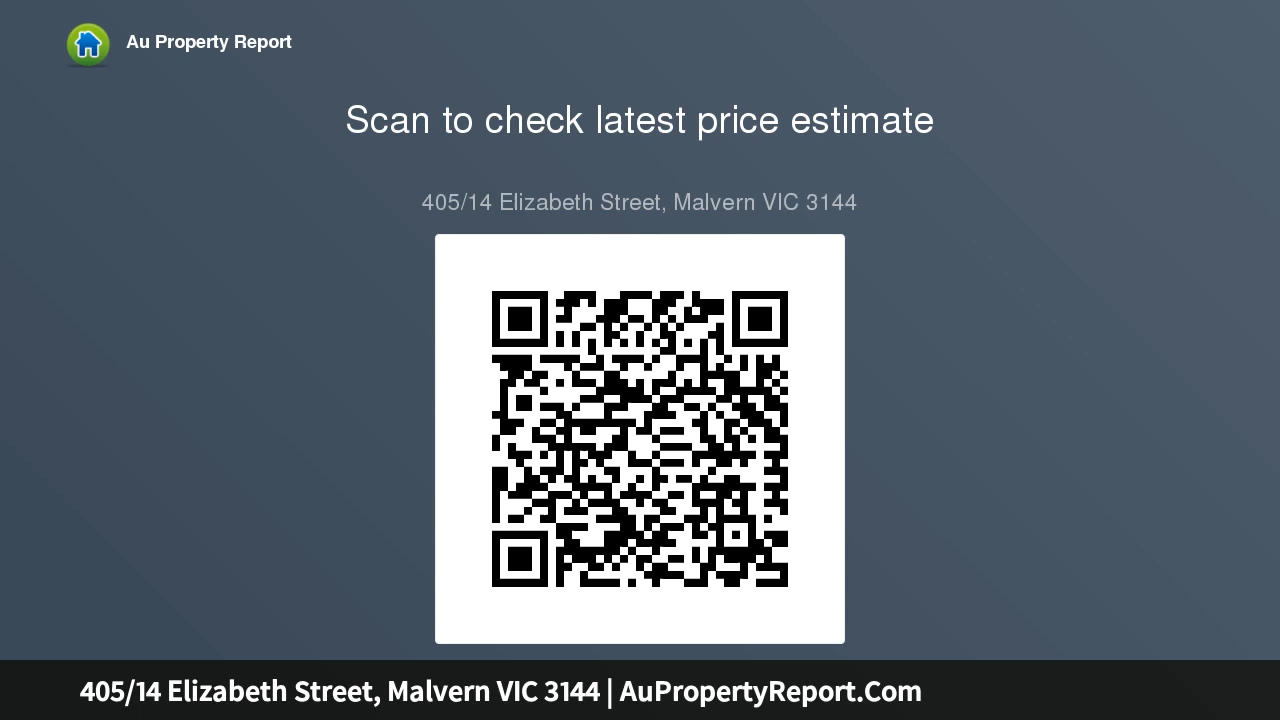 Au Property Report
Scan to check latest price estimate
405/14 Elizabeth Street, Malvern VIC 3144
405/14 Elizabeth Street, Malvern VIC 3144 | AuPropertyReport.Com